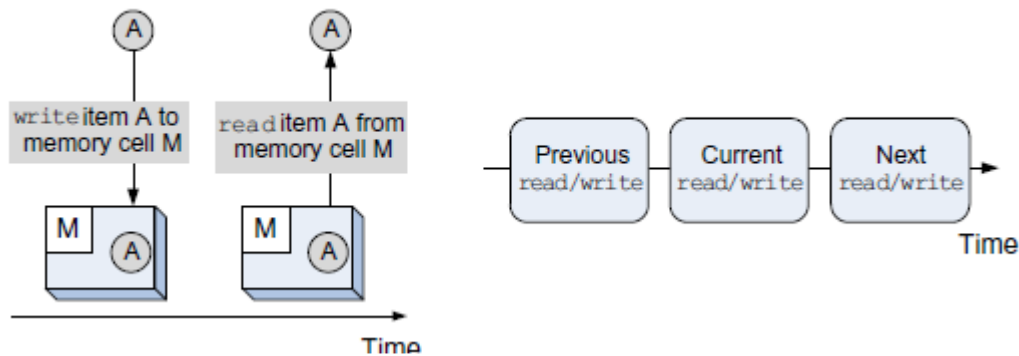 A
A
write item A to
memory cell M
read item A from
memory cell M
M
A
M
A
Time
Previous
read/write
Current
read/write
Next
read/write
Time